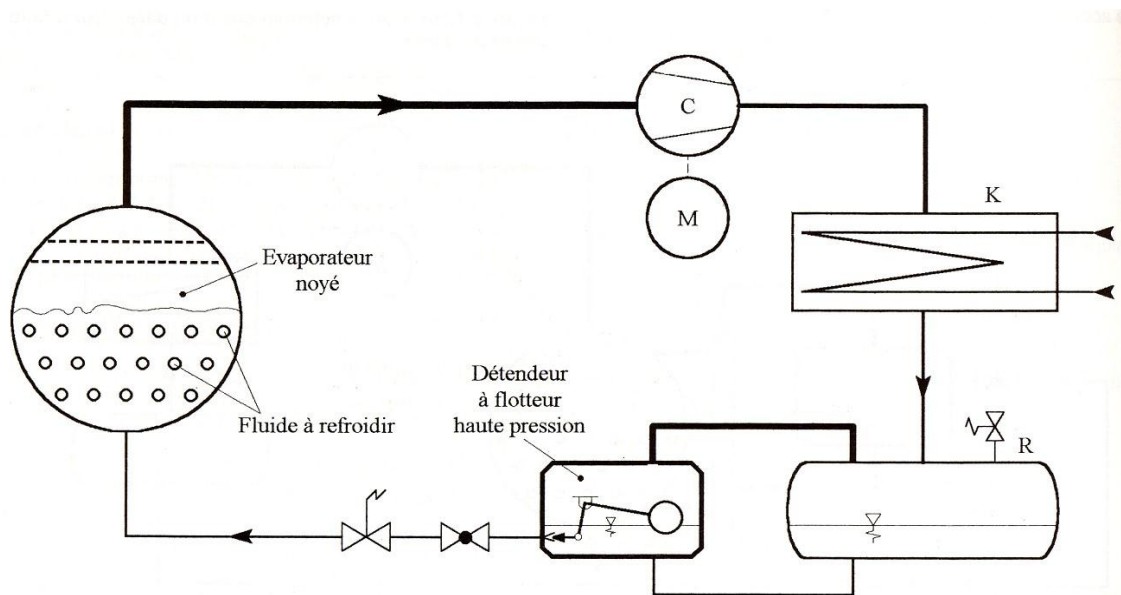 C
M
K
Evaporateur
noyé
Fluide à refroidir
Détendeur
à flotteur
haute pression
R